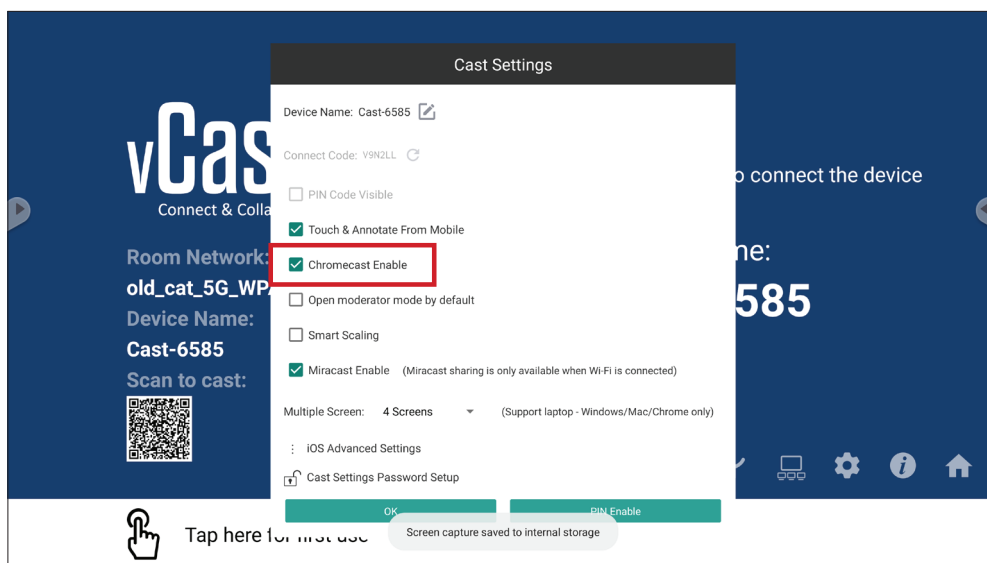 Cast Settings
Device Name: Cast-6585
Connect Code: V9N2LL
PIN Code Visible
Touch & Annotate From Mobile
Chromecast Enable
Open moderator mode by default
Smart Scaling
Miracast Enable (Miracast sharing is only available when Wi-Fi is connected)
Multiple Screen: 4 Screens (Support laptop - Windows/Mac/Chrome only)
iOS Advanced Settings
Cast Settings Password Setup
OK PIN Enable
Screen capture saved to internal storage
vCas
Connect & Colla
Room Network:
old_cat_5G_WPA
Device Name:
Cast-6585
Scan to cast:
connect the device
me:
585
Tap here for first use